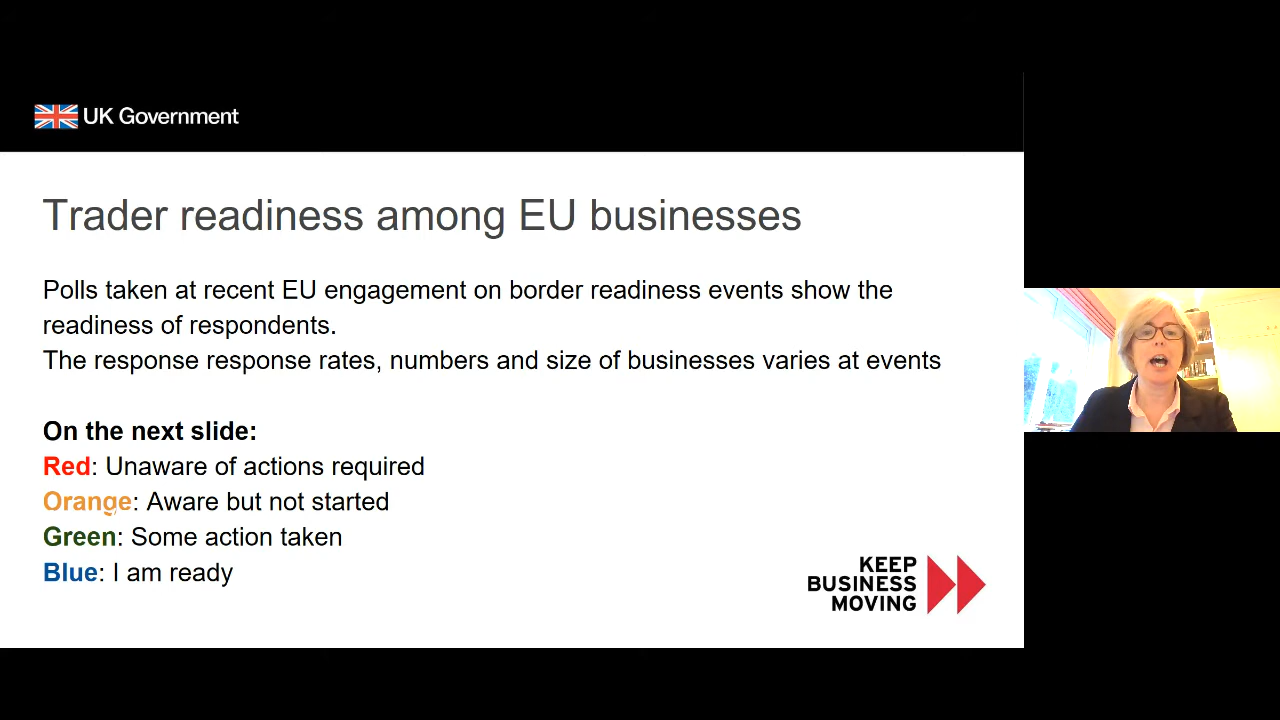 UK Government
Trader readiness among EU businesses
Polls taken at recent EU engagement on border readiness events show the
readiness of respondents.
The response response rates, numbers and size of businesses varies at events
On the next slide:
Red: Unaware of actions required
Orange: Aware but not started
Green: Some action taken
Blue: I am ready
KEEP
BUSINESS
MOVING